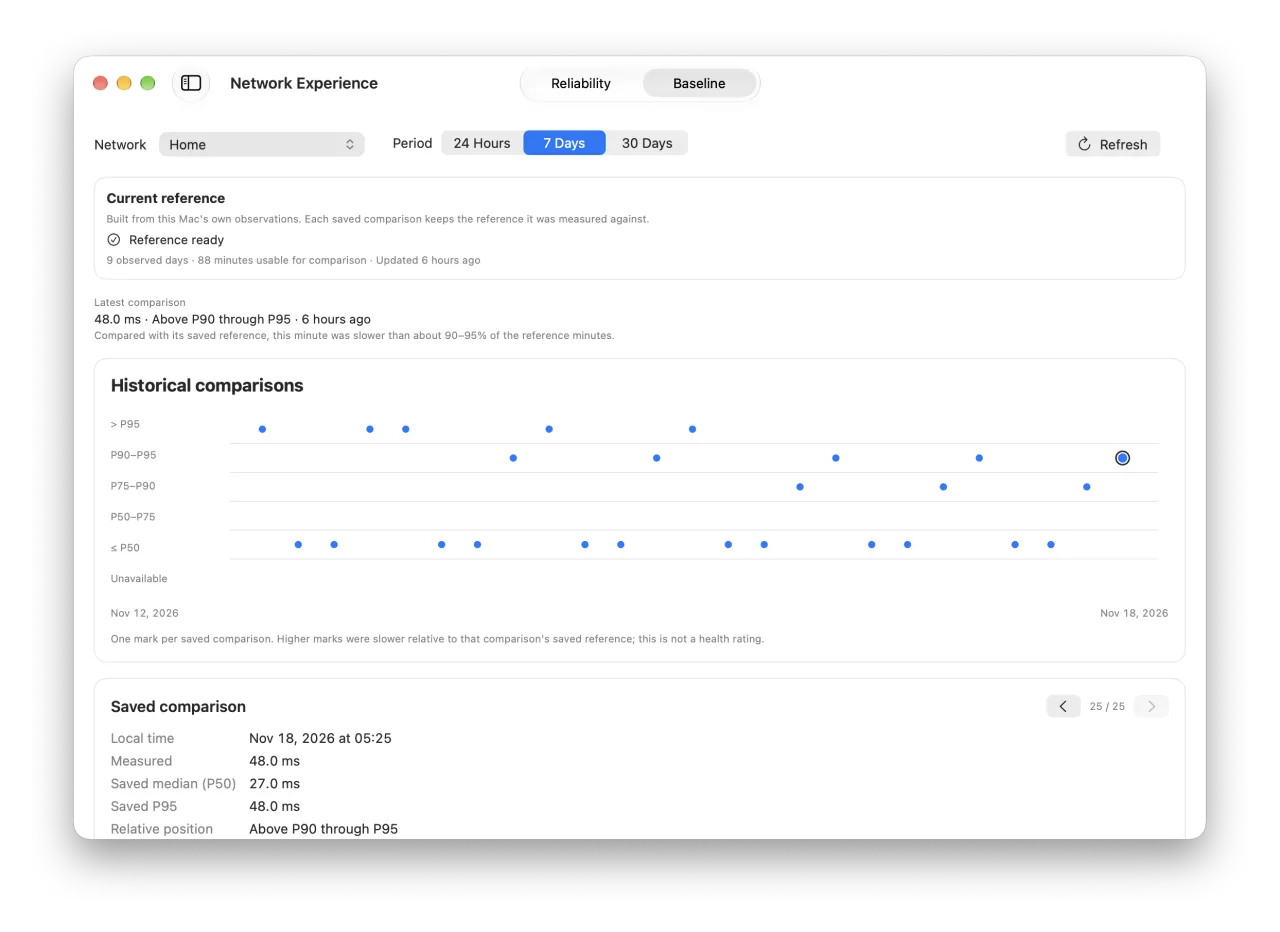 Network Experience
Reliability
Baseline
Network
Home
Period
24 Hours
7 Days
30 Days
Refresh
Current reference
Built from this Mac's own observations. Each saved comparison keeps the reference it was measured against.
Reference ready
9 observed days · 88 minutes usable for comparison · Updated 6 hours ago
Latest comparison
48.0 ms · Above P90 through P95 · 6 hours ago
Compared with its saved reference, this minute was slower than about 90–95% of the reference minutes.
Historical comparisons
> P95
P90–P95
P75–P90
P50–P75
≤ P50
Unavailable
Nov 12, 2026
Nov 18, 2026
One mark per saved comparison. Higher marks were slower relative to that comparison's saved reference; this is not a health rating.
Saved comparison
25 / 25
Local time
Nov 18, 2026 at 05:25
Measured
48.0 ms
Saved median (P50)
27.0 ms
Saved P95
48.0 ms
Relative position
Above P90 through P95